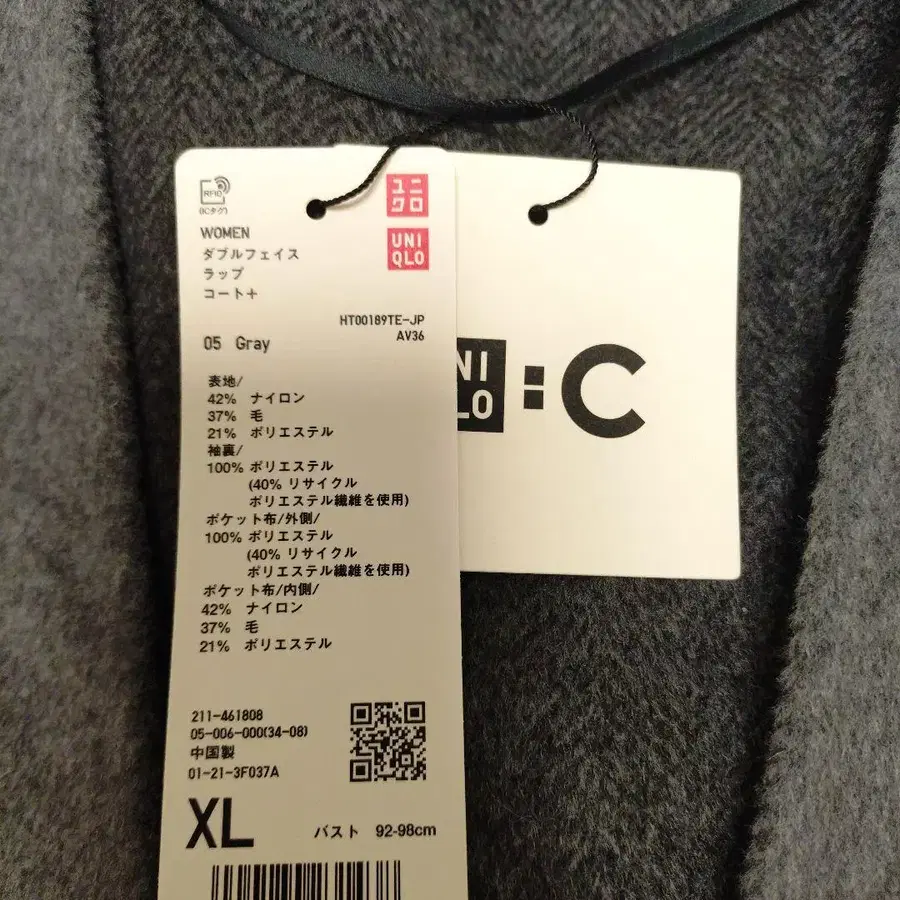 RFID
(ICタグ)
ユニ
クロ
UNI
QLO
WOMEN
ダブルフェイス
ラップ
コート+
HT00189TE-JP
AV36
05 Gray
表地/
42% ナイロン
37% 毛
21% ポリエステル
袖裏/
100% ポリエステル
(40% リサイクル
ポリエステル繊維を使用)
ポケット布/外側/
100% ポリエステル
(40% リサイクル
ポリエステル繊維を使用)
ポケット布/内側/
42% ナイロン
37% 毛
21% ポリエステル
211-461808
05-006-000(34-08)
中国製
01-21-3F037A
XL バスト 92-98cm
NI
LO
:C